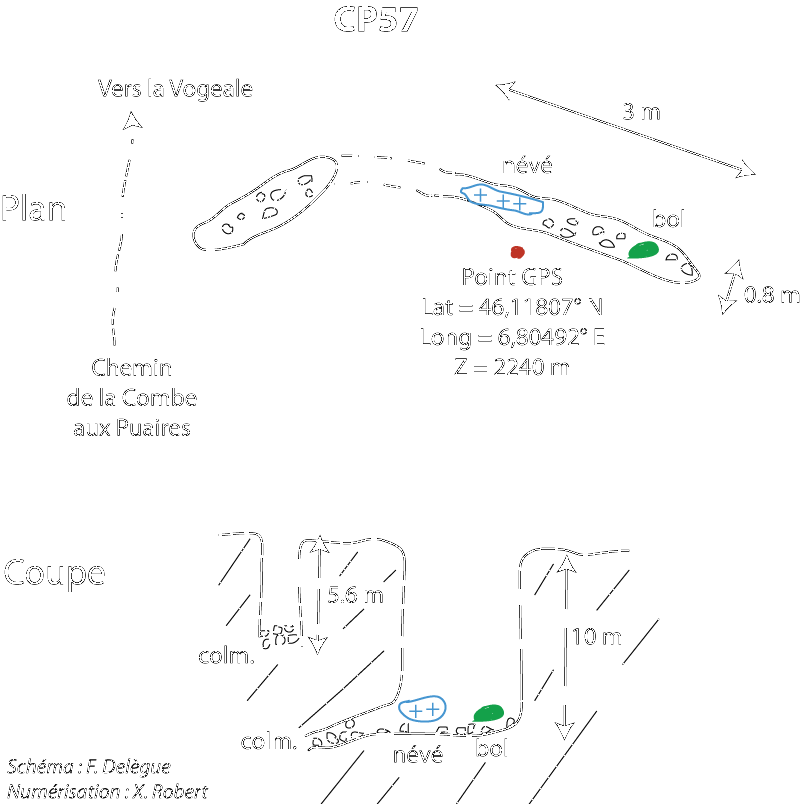 CP57
Vers la Vogeale
3 m
névé
Plan
bol
Point GPS
Lat = 46,11807° N
Long = 6,80492° E
Z = 2240 m
0.8 m
Chemin
de la Combe
aux Puaires
Coupe
5.6 m
10 m
colm.
colm.
névé
bol
Schéma : F. Delègue
Numérisation : X. Robert